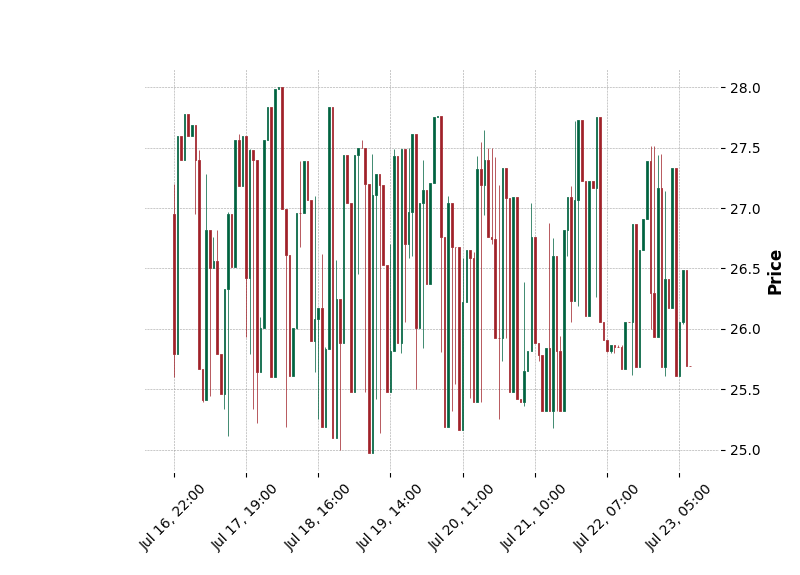 28.0
27.5
27.0
26.5
26.0
25.5
25.0
Price
Jul 16, 22:00
Jul 17, 19:00
Jul 18, 16:00
Jul 19, 14:00
Jul 20, 11:00
Jul 21, 10:00
Jul 22, 07:00
Jul 23, 05:00